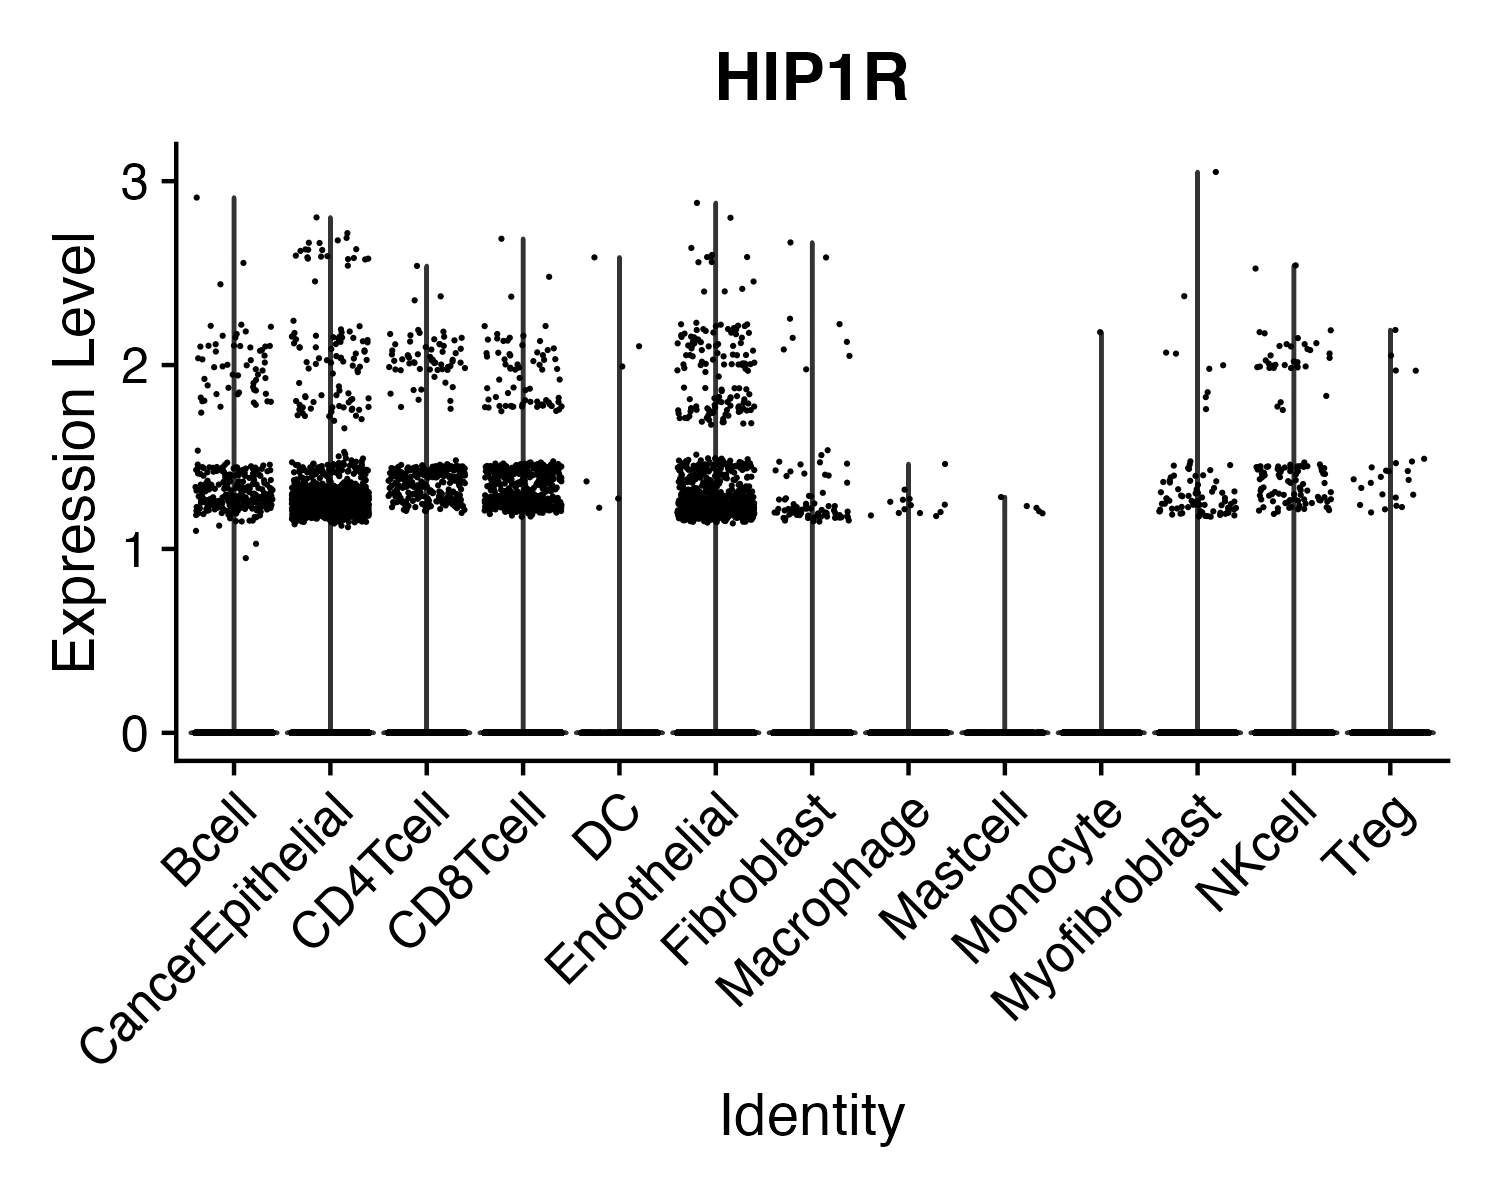 HIP1R
Expression Level
3
2
1
0
Bcell
CancerEpithelial
CD4Tcell
CD8Tcell
DC
Endothelial
Fibroblast
Macrophage
Mastcell
Monocyte
Myofibroblast
NKcell
Treg
Identity